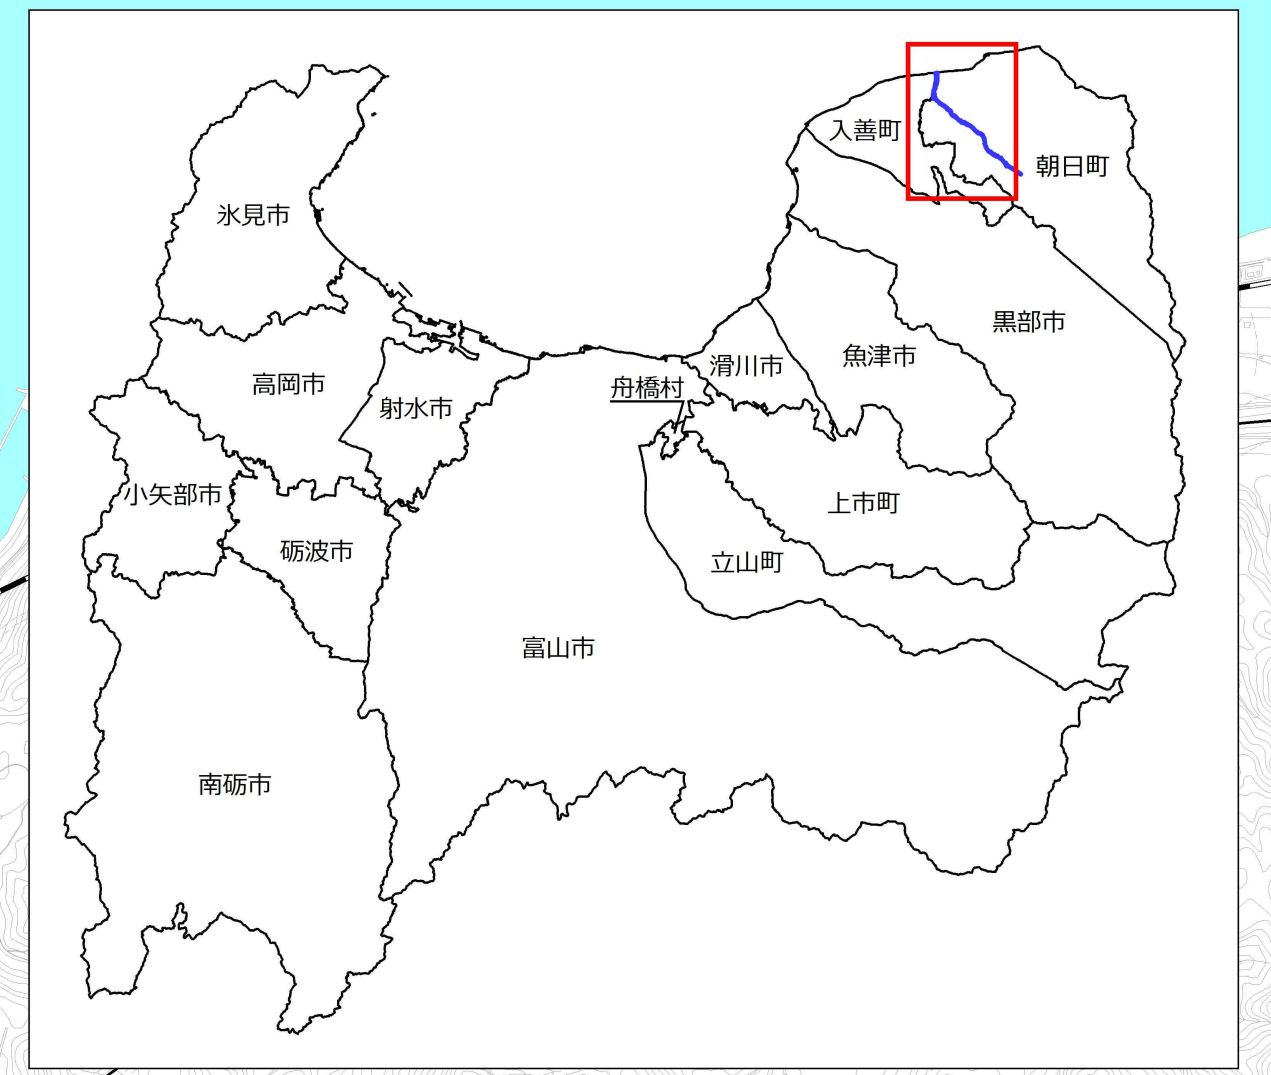 入善町
朝日町
氷見市
黒部市
魚津市
滑川市
高岡市
舟橋村
射水市
小矢部市
上市町
砺波市
立山町
富山市
南砺市